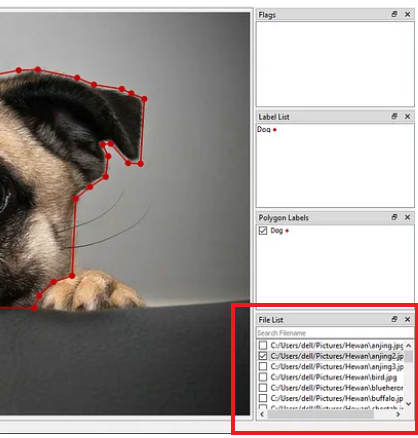 Flags
Label List
Dog
Polygon Labels
Dog
File List
Search Filename
C:/Users/dell/Pictures/Hewan\anjing.jpg
C:/Users/dell/Pictures/Hewan\anjing2.jp
C:/Users/dell/Pictures/Hewan\anjing3.jp
C:/Users/dell/Pictures/Hewan\bird.jpg
C:/Users/dell/Pictures/Hewan\blueheror
C:/Users/dell/Pictures/Hewan\buffalo.jp